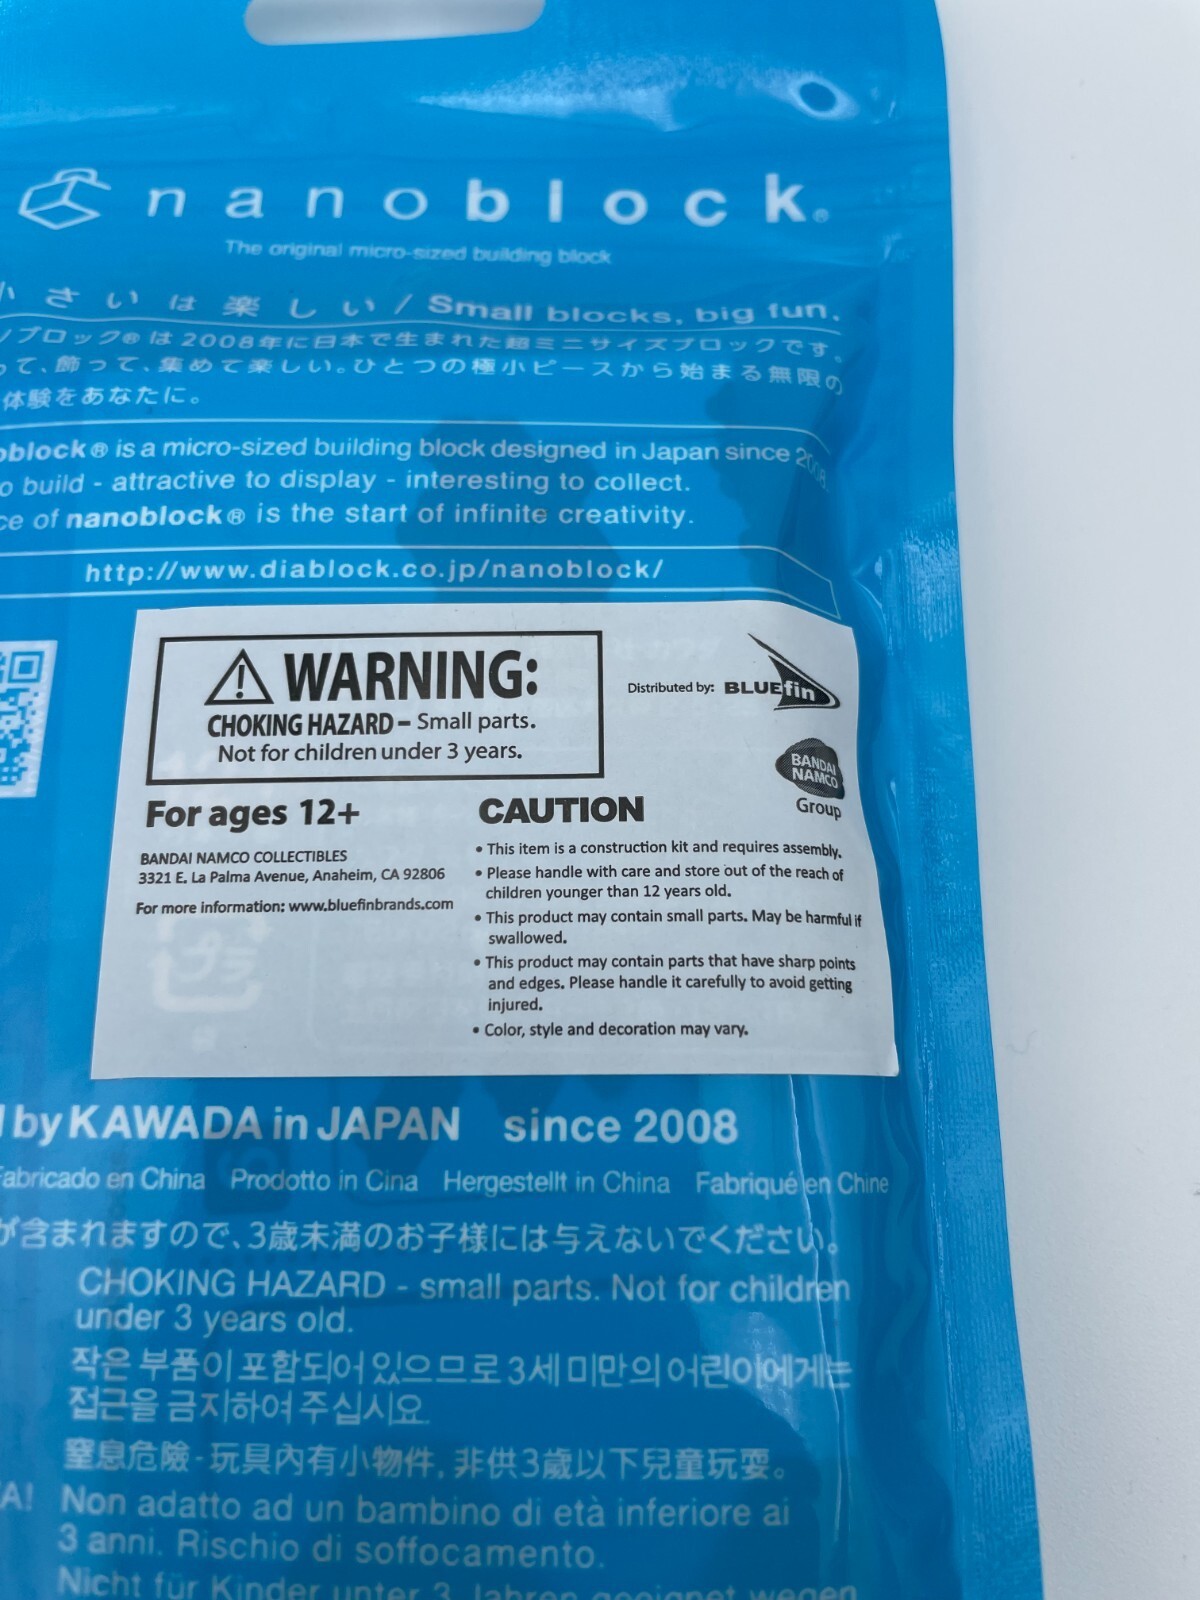 nanoblock®
The original micro-sized building block
小さいは楽しい / Small blocks, big fun.
ノブロック®は2008年に日本で生まれた超ミニサイズブロックです。
って、飾って、集めて楽しい。ひとつの極小ピースから始まる無限の
体験をあなたに。
oblock® is a micro-sized building block designed in Japan since 2008.
o build - attractive to display - interesting to collect.
ce of nanoblock® is the start of infinite creativity.
http://www.diablock.co.jp/nanoblock/
WARNING:
CHOKING HAZARD – Small parts.
Not for children under 3 years.
Distributed by: BLUEfin
BANDAI
NAMCO
Group
For ages 12+
BANDAI NAMCO COLLECTIBLES
3321 E. La Palma Avenue, Anaheim, CA 92806
For more information: www.bluefinbrands.com
CAUTION
• This item is a construction kit and requires assembly.
• Please handle with care and store out of the reach of
children younger than 12 years old.
• This product may contain small parts. May be harmful if
swallowed.
• This product may contain parts that have sharp points
and edges. Please handle it carefully to avoid getting
injured.
• Color, style and decoration may vary.
プラ
by KAWADA in JAPAN since 2008
Fabricado en China Prodotto in Cina Hergestellt in China Fabriqué en Chine
が含まれますので、3歳未満のお子様には与えないでください。
CHOKING HAZARD - small parts. Not for children
under 3 years old.
작은 부품이 포함되어 있으므로 3세 미만의 어린이에게는
접근을 금지하여 주십시요.
窒息危險 - 玩具內有小物件, 非供3歲以下兒童玩耍。
A! Non adatto ad un bambino di età inferiore ai
3 anni. Rischio di soffocamento.
Nicht für Kinder unter 3 Jahren geeignet wegen